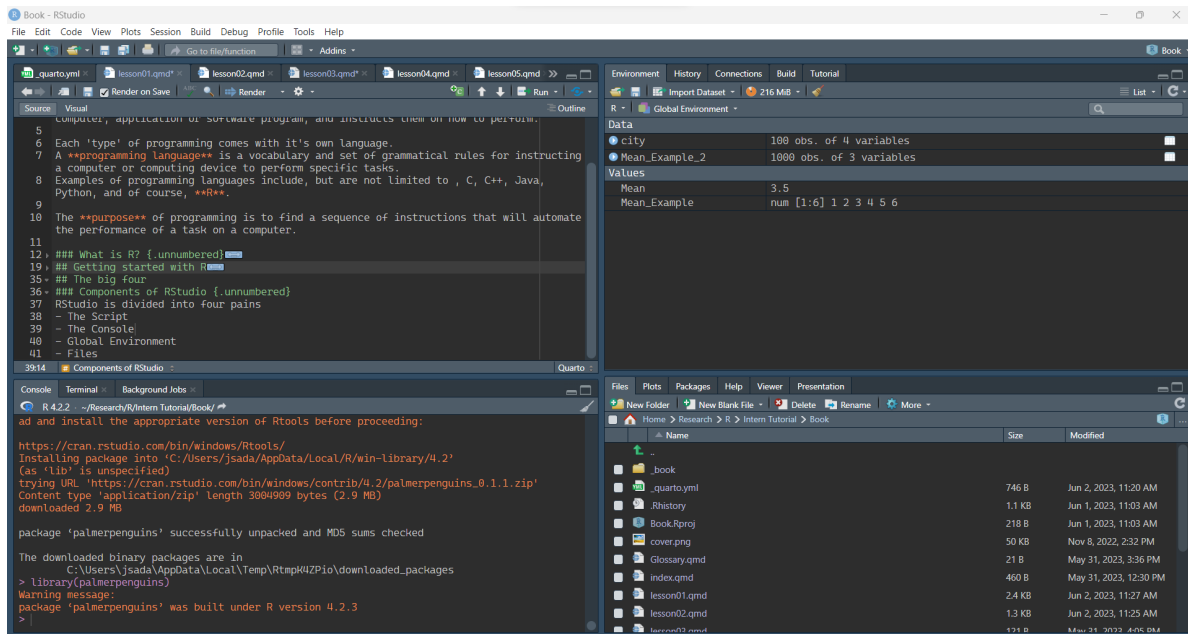 Book - RStudio
File Edit Code View Plots Session Build Debug Profile Tools Help
Go to file/function Addins Book
_quarto.yml lesson01.qmd* lesson02.qmd lesson03.qmd* lesson04.qmd lesson05.qmd
Render on Save Render Run
Source Visual Outline
computer, application or software program, and instructs them on how to perform.
5
6 Each 'type' of programming comes with it's own language.
7 A **programming language** is a vocabulary and set of grammatical rules for instructing
a computer or computing device to perform specific tasks.
8 Examples of programming languages include, but are not limited to , C, C++, Java,
Python, and of course, **R**.
9
10 The **purpose** of programming is to find a sequence of instructions that will automate
the performance of a task on a computer.
11
12 ### What is R? {.unnumbered}
19 ## Getting started with R
35 ## The big four
36 ### Components of RStudio {.unnumbered}
37 RStudio is divided into four pains
38 - The Script
39 - The Console
40 - Global Environment
41 - Files
39:14 Components of RStudio Quarto
Console Terminal Background Jobs
R 4.2.2 · ~/Research/R/Intern Tutorial/Book/
ad and install the appropriate version of Rtools before proceeding:
https://cran.rstudio.com/bin/windows/Rtools/
Installing package into ‘C:/Users/jsada/AppData/Local/R/win-library/4.2’
(as ‘lib’ is unspecified)
trying URL 'https://cran.rstudio.com/bin/windows/contrib/4.2/palmerpenguins_0.1.1.zip'
Content type 'application/zip' length 3004909 bytes (2.9 MB)
downloaded 2.9 MB
package ‘palmerpenguins’ successfully unpacked and MD5 sums checked
The downloaded binary packages are in
C:\Users\jsada\AppData\Local\Temp\RtmpK4ZPio\downloaded_packages
> library(palmerpenguins)
Warning message:
package ‘palmerpenguins’ was built under R version 4.2.3
>
Environment History Connections Build Tutorial
Import Dataset 216 MiB List
R Global Environment
Data
city 100 obs. of 4 variables
Mean_Example_2 1000 obs. of 3 variables
Values
Mean 3.5
Mean_Example num [1:6] 1 2 3 4 5 6
Files Plots Packages Help Viewer Presentation
New Folder New Blank File Delete Rename More
Home > Research > R > Intern Tutorial > Book
Name Size Modified
..
_book
_quarto.yml 746 B Jun 2, 2023, 11:20 AM
.Rhistory 1.1 KB Jun 1, 2023, 11:03 AM
Book.Rproj 218 B Jun 1, 2023, 11:03 AM
cover.png 50 KB Nov 8, 2022, 2:32 PM
Glossary.qmd 21 B May 31, 2023, 3:36 PM
index.qmd 460 B May 31, 2023, 12:30 PM
lesson01.qmd 2.4 KB Jun 2, 2023, 11:27 AM
lesson02.qmd 1.3 KB Jun 2, 2023, 11:25 AM
lesson03.qmd 121 B May 31, 2023, 4:05 PM